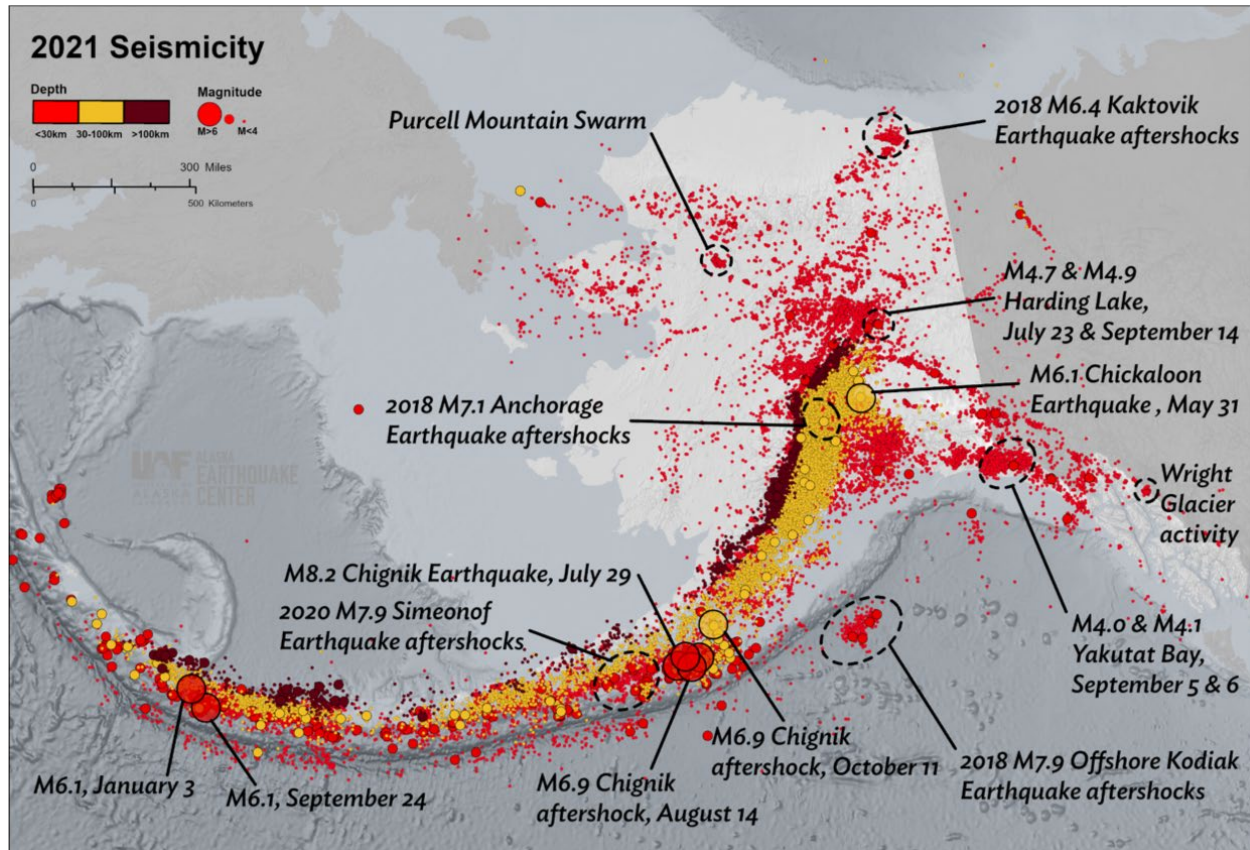 2021 Seismicity
Depth
Magnitude
<30km
30-100km
>100km
M>6
M<4
0
300 Miles
0
500 Kilometers
Purcell Mountain Swarm
2018 M6.4 Kaktovik
Earthquake aftershocks
M4.7 & M4.9
Harding Lake,
July 23 & September 14
M6.1 Chickaloon
Earthquake , May 31
2018 M7.1 Anchorage
Earthquake aftershocks
UAF ALASKA
EARTHQUAKE
CENTER
Wright
Glacier
activity
M8.2 Chignik Earthquake, July 29
2020 M7.9 Simeonof
Earthquake aftershocks
M4.0 & M4.1
Yakutat Bay,
September 5 & 6
M6.1, January 3
M6.1, September 24
M6.9 Chignik
aftershock, August 14
M6.9 Chignik
aftershock, October 11
2018 M7.9 Offshore Kodiak
Earthquake aftershocks